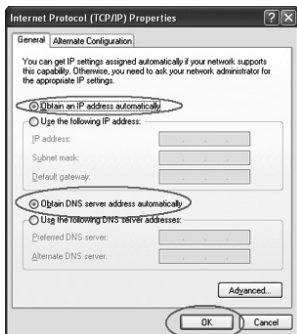 Internet Protocol (TCP/IP) Properties
General
Alternate Configuration
You can get IP settings assigned automatically if your network supports
this capability. Otherwise, you need to ask your network administrator for
the appropriate IP settings.
Obtain an IP address automatically
Use the following IP address:
IP address:
Subnet mask:
Default gateway:
Obtain DNS server address automatically
Use the following DNS server addresses:
Preferred DNS server:
Alternate DNS server:
Advanced...
OK
Cancel